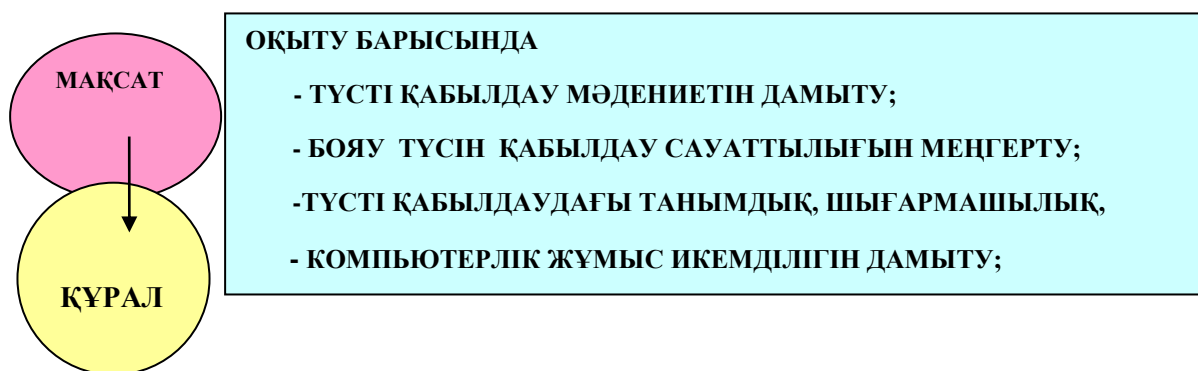 МАҚСАТ
ҚҰРАЛ
ОҚЫТУ БАРЫСЫНДА
- ТҮСТІ ҚАБЫЛДАУ МӘДЕНИЕТІН ДАМЫТУ;
- БОЯУ ТҮСІН ҚАБЫЛДАУ САУАТТЫЛЫҒЫН МЕҢГЕРТУ;
-ТҮСТІ ҚАБЫЛДАУДАҒЫ ТАНЫМДЫҚ, ШЫҒАРМАШЫЛЫҚ,
- КОМПЬЮТЕРЛІК ЖҰМЫС ИКЕМДІЛІГІН ДАМЫТУ;